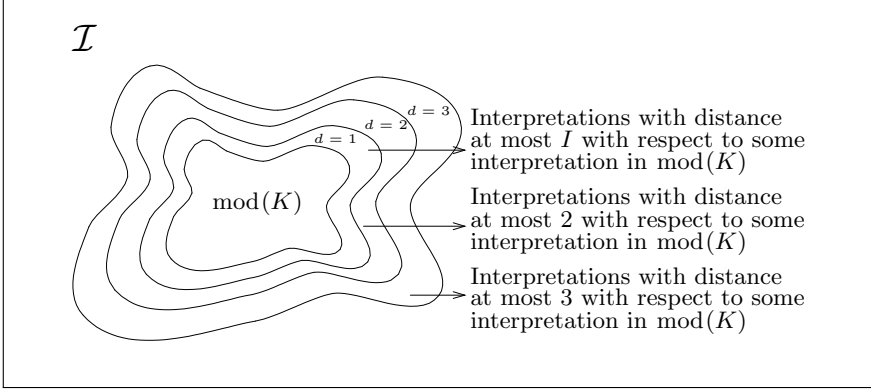 ℐ
d = 3
d = 2
d = 1
mod(K)
Interpretations with distance
at most I with respect to some
interpretation in mod(K)
Interpretations with distance
at most 2 with respect to some
interpretation in mod(K)
Interpretations with distance
at most 3 with respect to some
interpretation in mod(K)